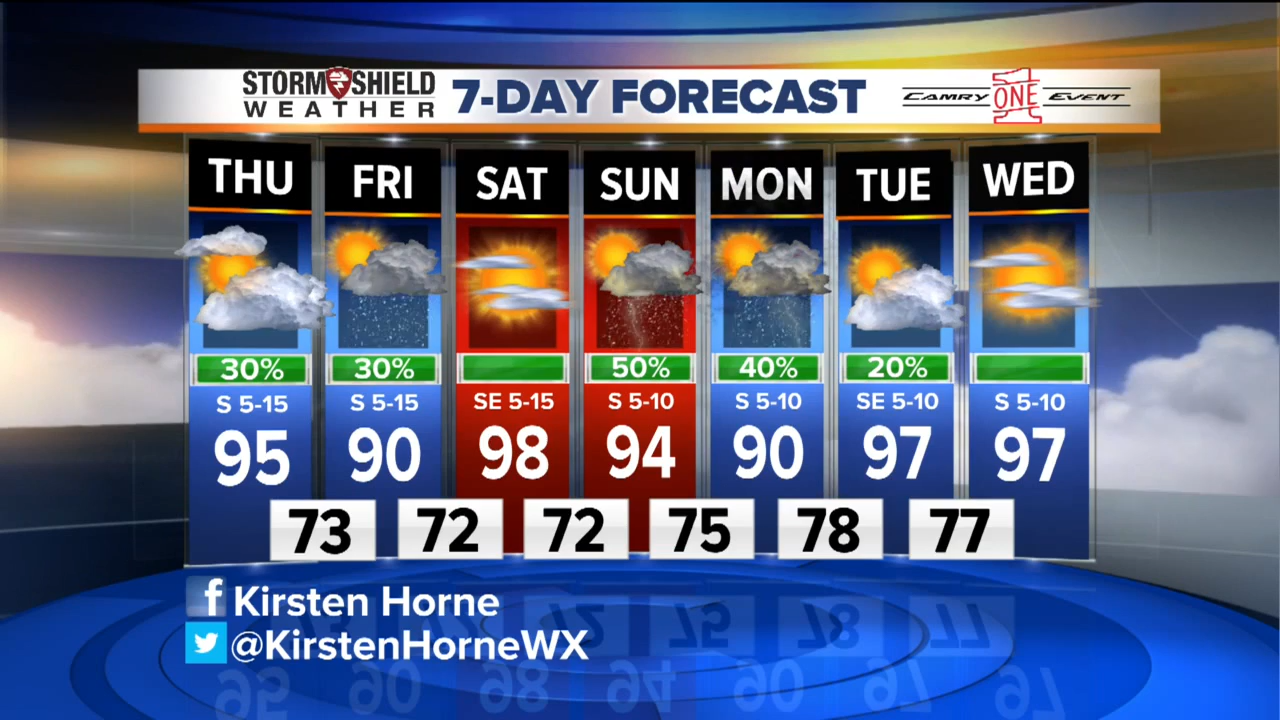 STORM SHIELD
WEATHER
7-DAY FORECAST
CAMRY ONE EVENT
THU FRI SAT SUN MON TUE WED
30% 30% 50% 40% 20%
S 5-15 S 5-15 SE 5-15 S 5-10 S 5-10 SE 5-10 S 5-10
95 90 98 94 90 97 97
73 72 72 75 78 77
f Kirsten Horne
@KirstenHorneWX